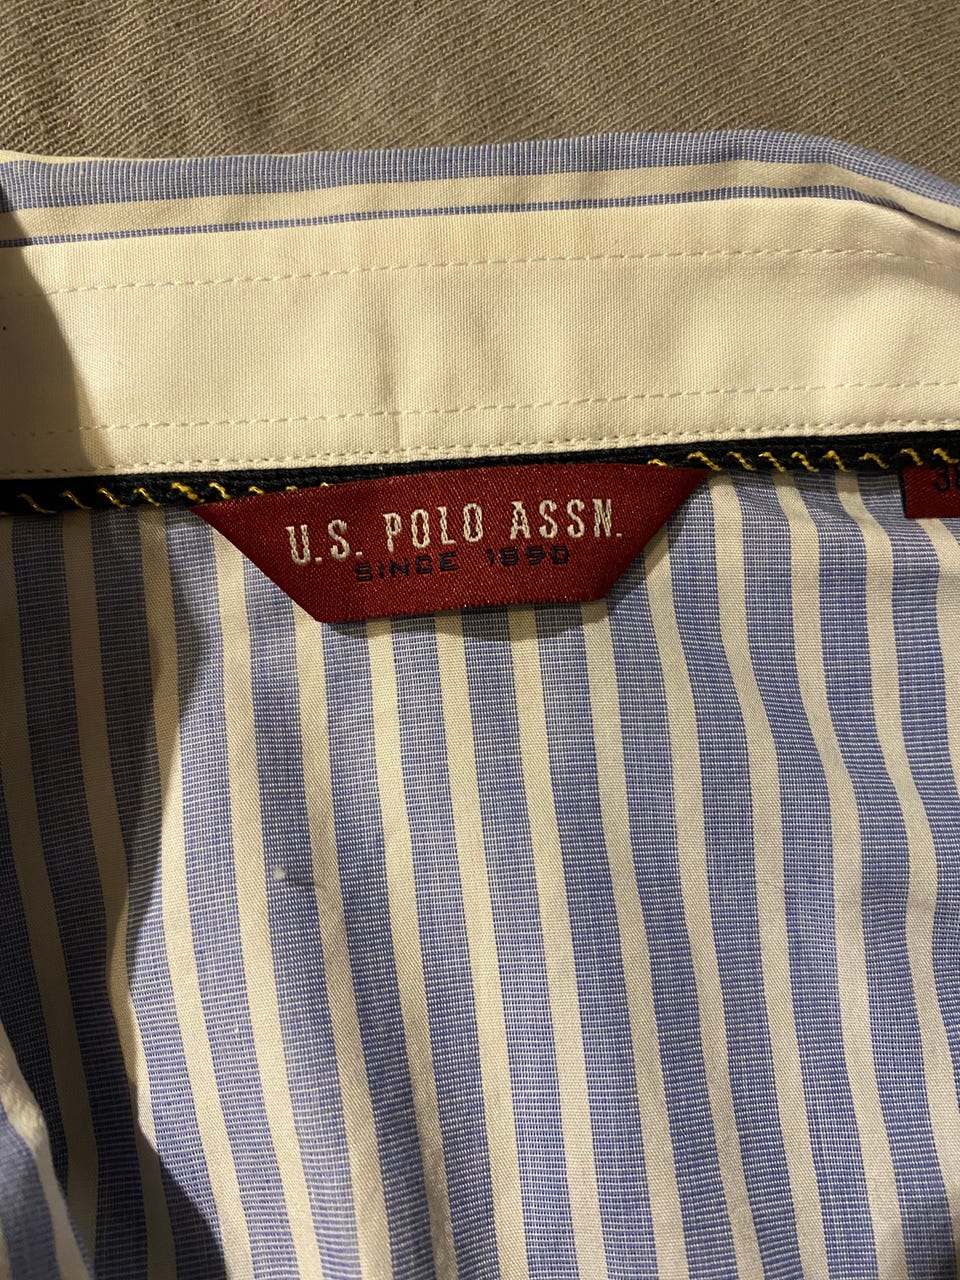 U.S. POLO ASSN.
SINCE 1890